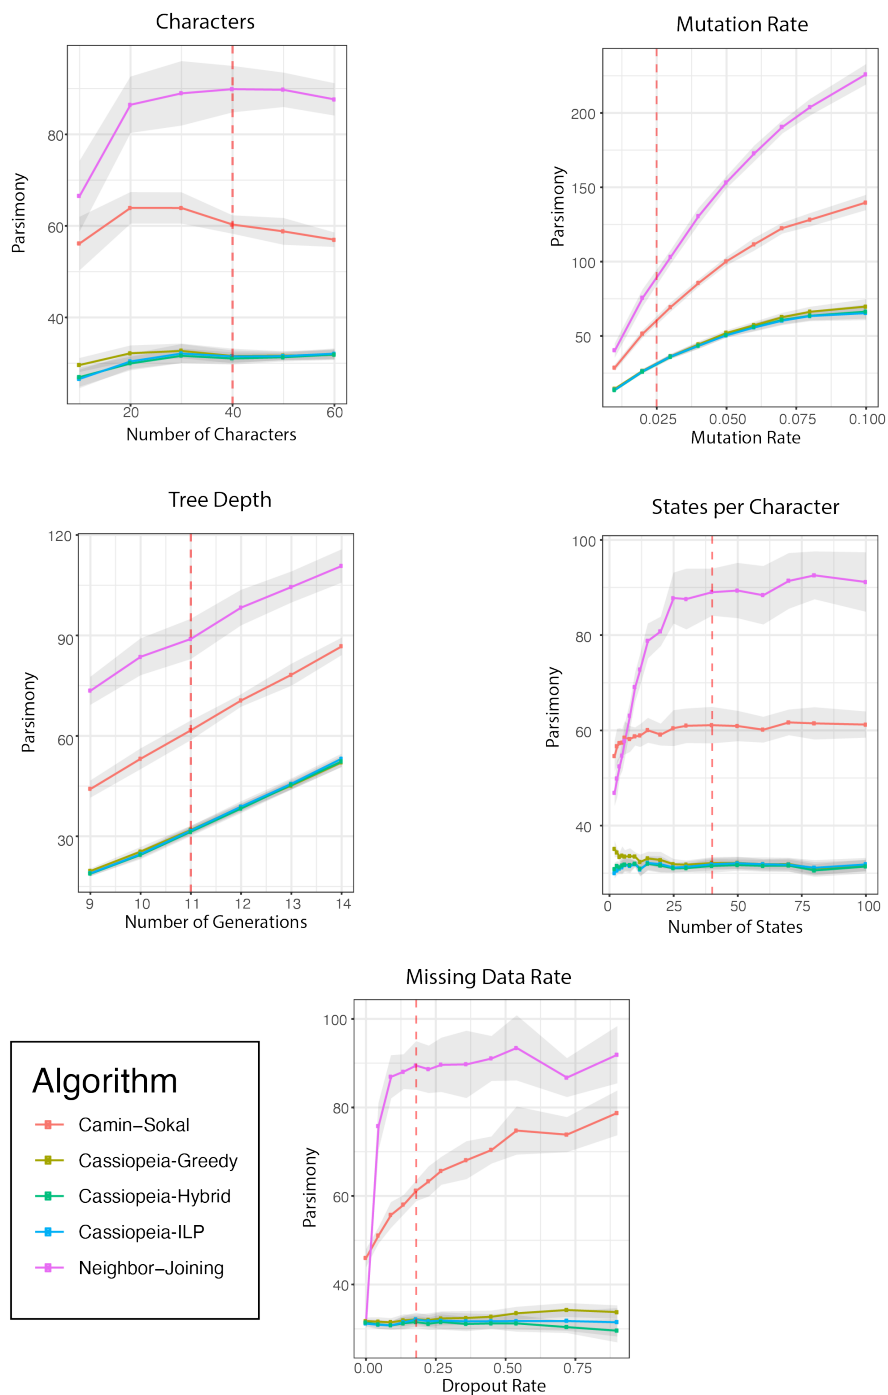 Characters
Parsimony
80
60
40
20
40
60
Number of Characters
Mutation Rate
Parsimony
200
150
100
50
0.025
0.050
0.075
0.100
Mutation Rate
Tree Depth
Parsimony
120
90
60
30
9
10
11
12
13
14
Number of Generations
States per Character
Parsimony
100
80
60
40
0
25
50
75
100
Number of States
Missing Data Rate
Parsimony
100
80
60
40
0.00
0.25
0.50
0.75
Dropout Rate
Algorithm
Camin−Sokal
Cassiopeia-Greedy
Cassiopeia-Hybrid
Cassiopeia-ILP
Neighbor−Joining